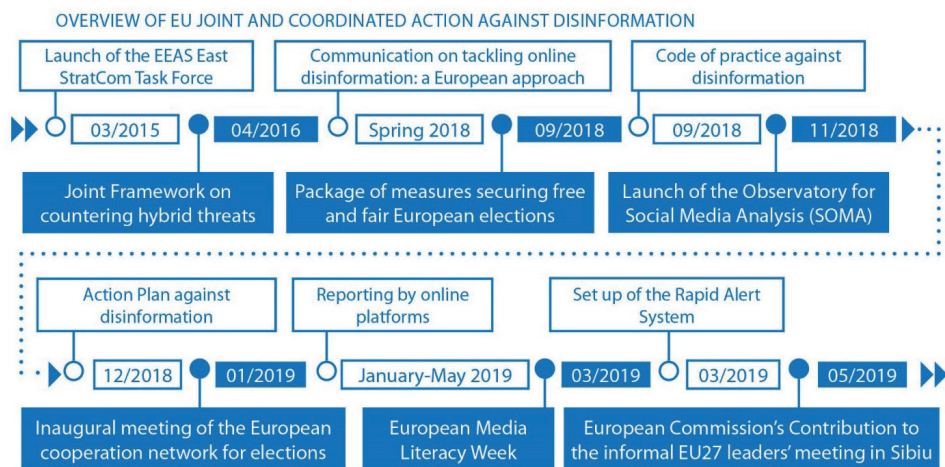 OVERVIEW OF EU JOINT AND COORDINATED ACTION AGAINST DISINFORMATION
Launch of the EEAS East
StratCom Task Force
Communication on tackling online
disinformation: a European approach
Code of practice against
disinformation
03/2015
04/2016
Spring 2018
09/2018
09/2018
11/2018
Joint Framework on
countering hybrid threats
Package of measures securing free
and fair European elections
Launch of the Observatory for
Social Media Analysis (SOMA)
Action Plan against
disinformation
Reporting by online
platforms
Set up of the Rapid Alert
System
12/2018
01/2019
January-May 2019
03/2019
03/2019
05/2019
Inaugural meeting of the European
cooperation network for elections
European Media
Literacy Week
European Commission's Contribution to
the informal EU27 leaders' meeting in Sibiu